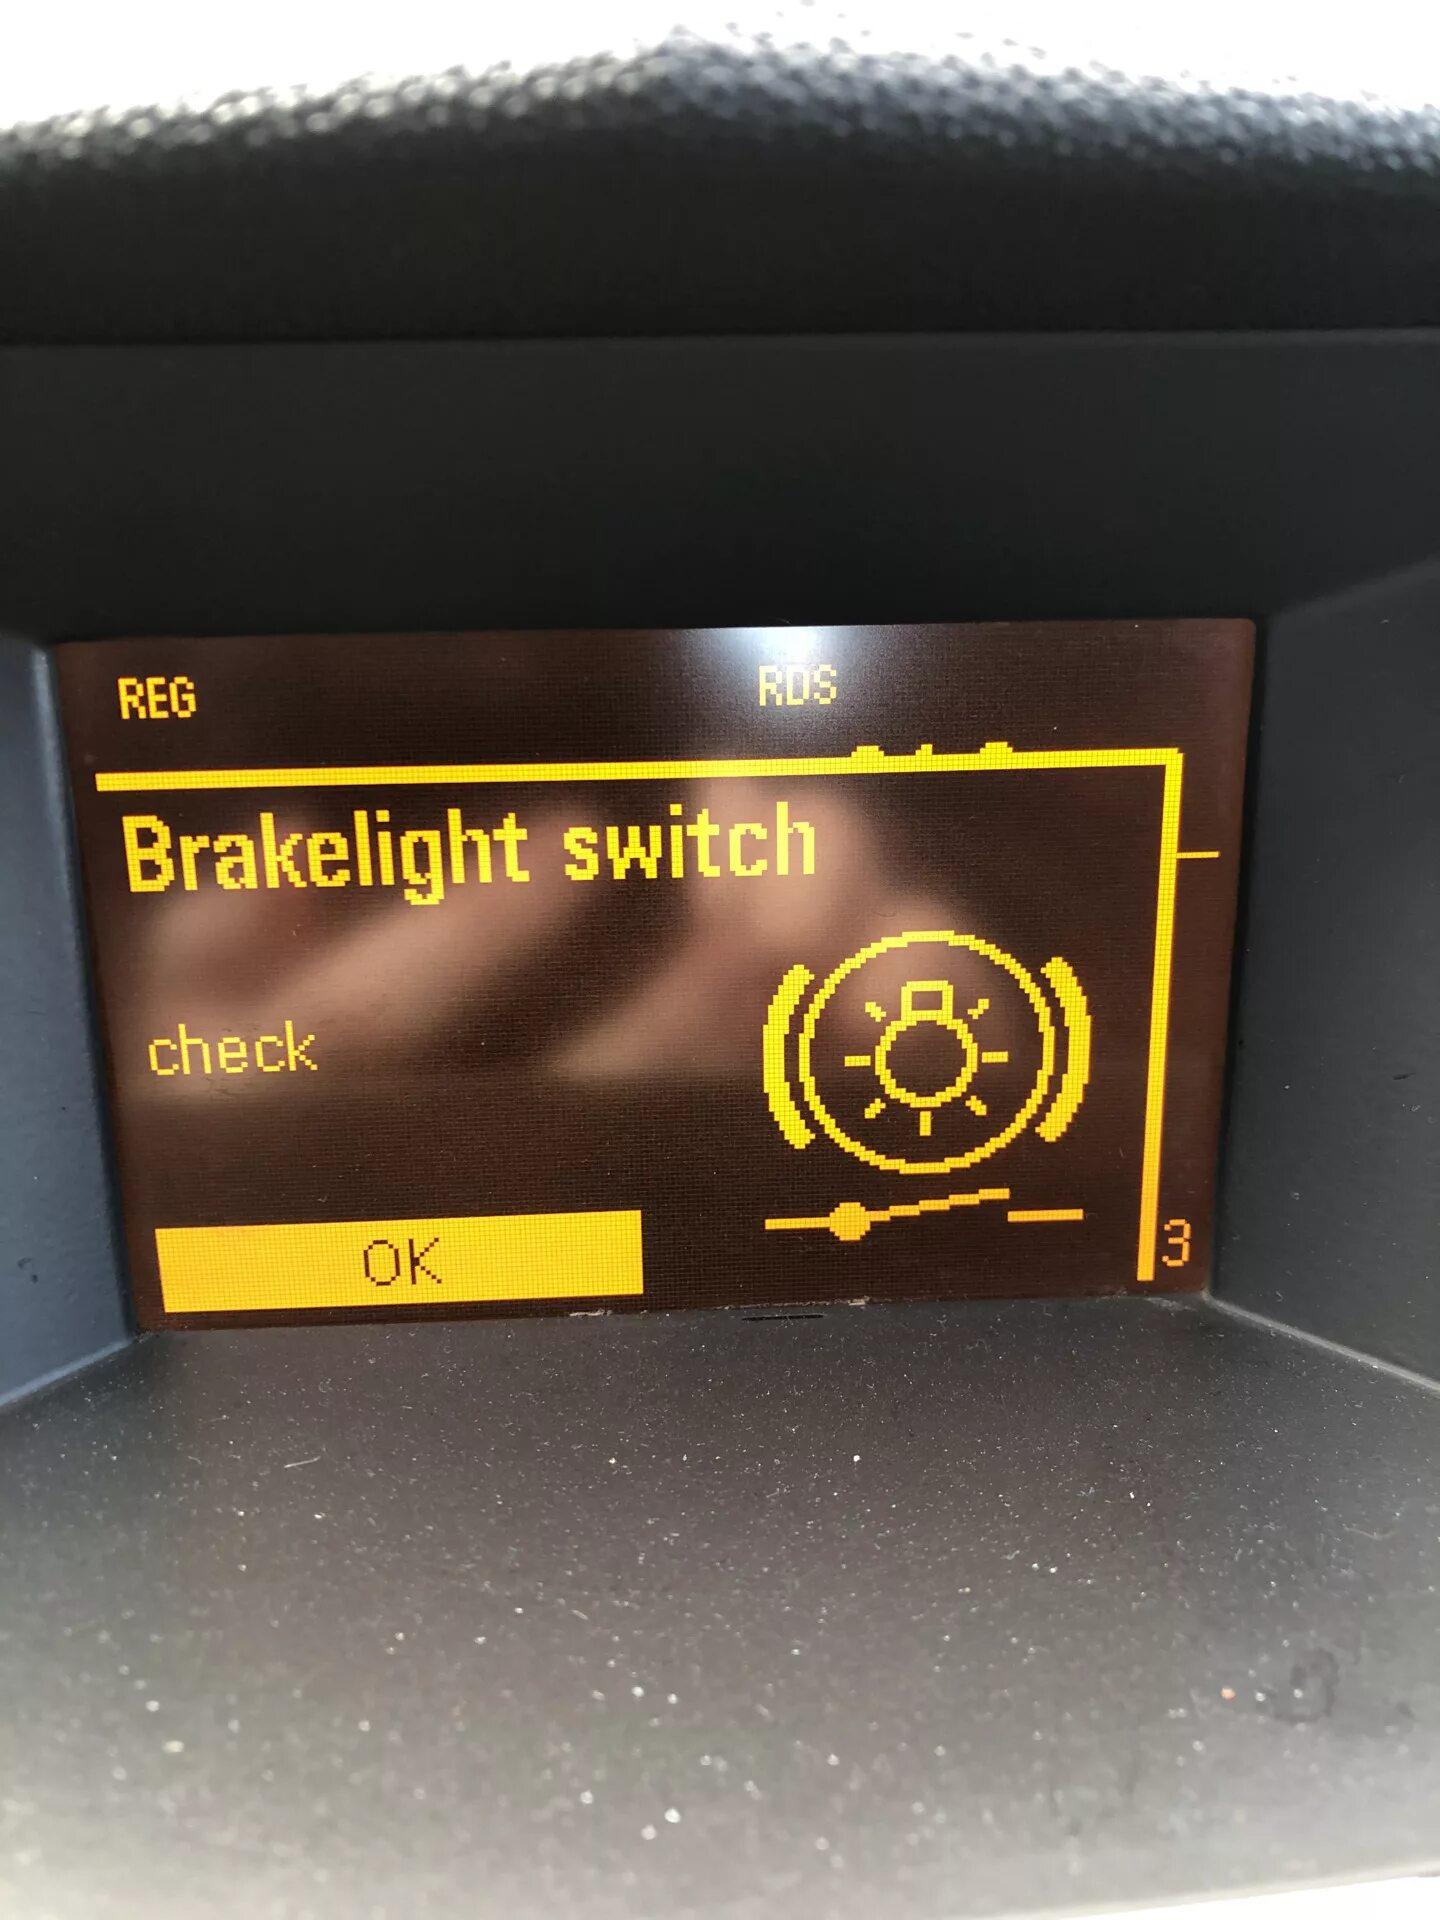 REG RDS
Brakelight switch
check
OK
3